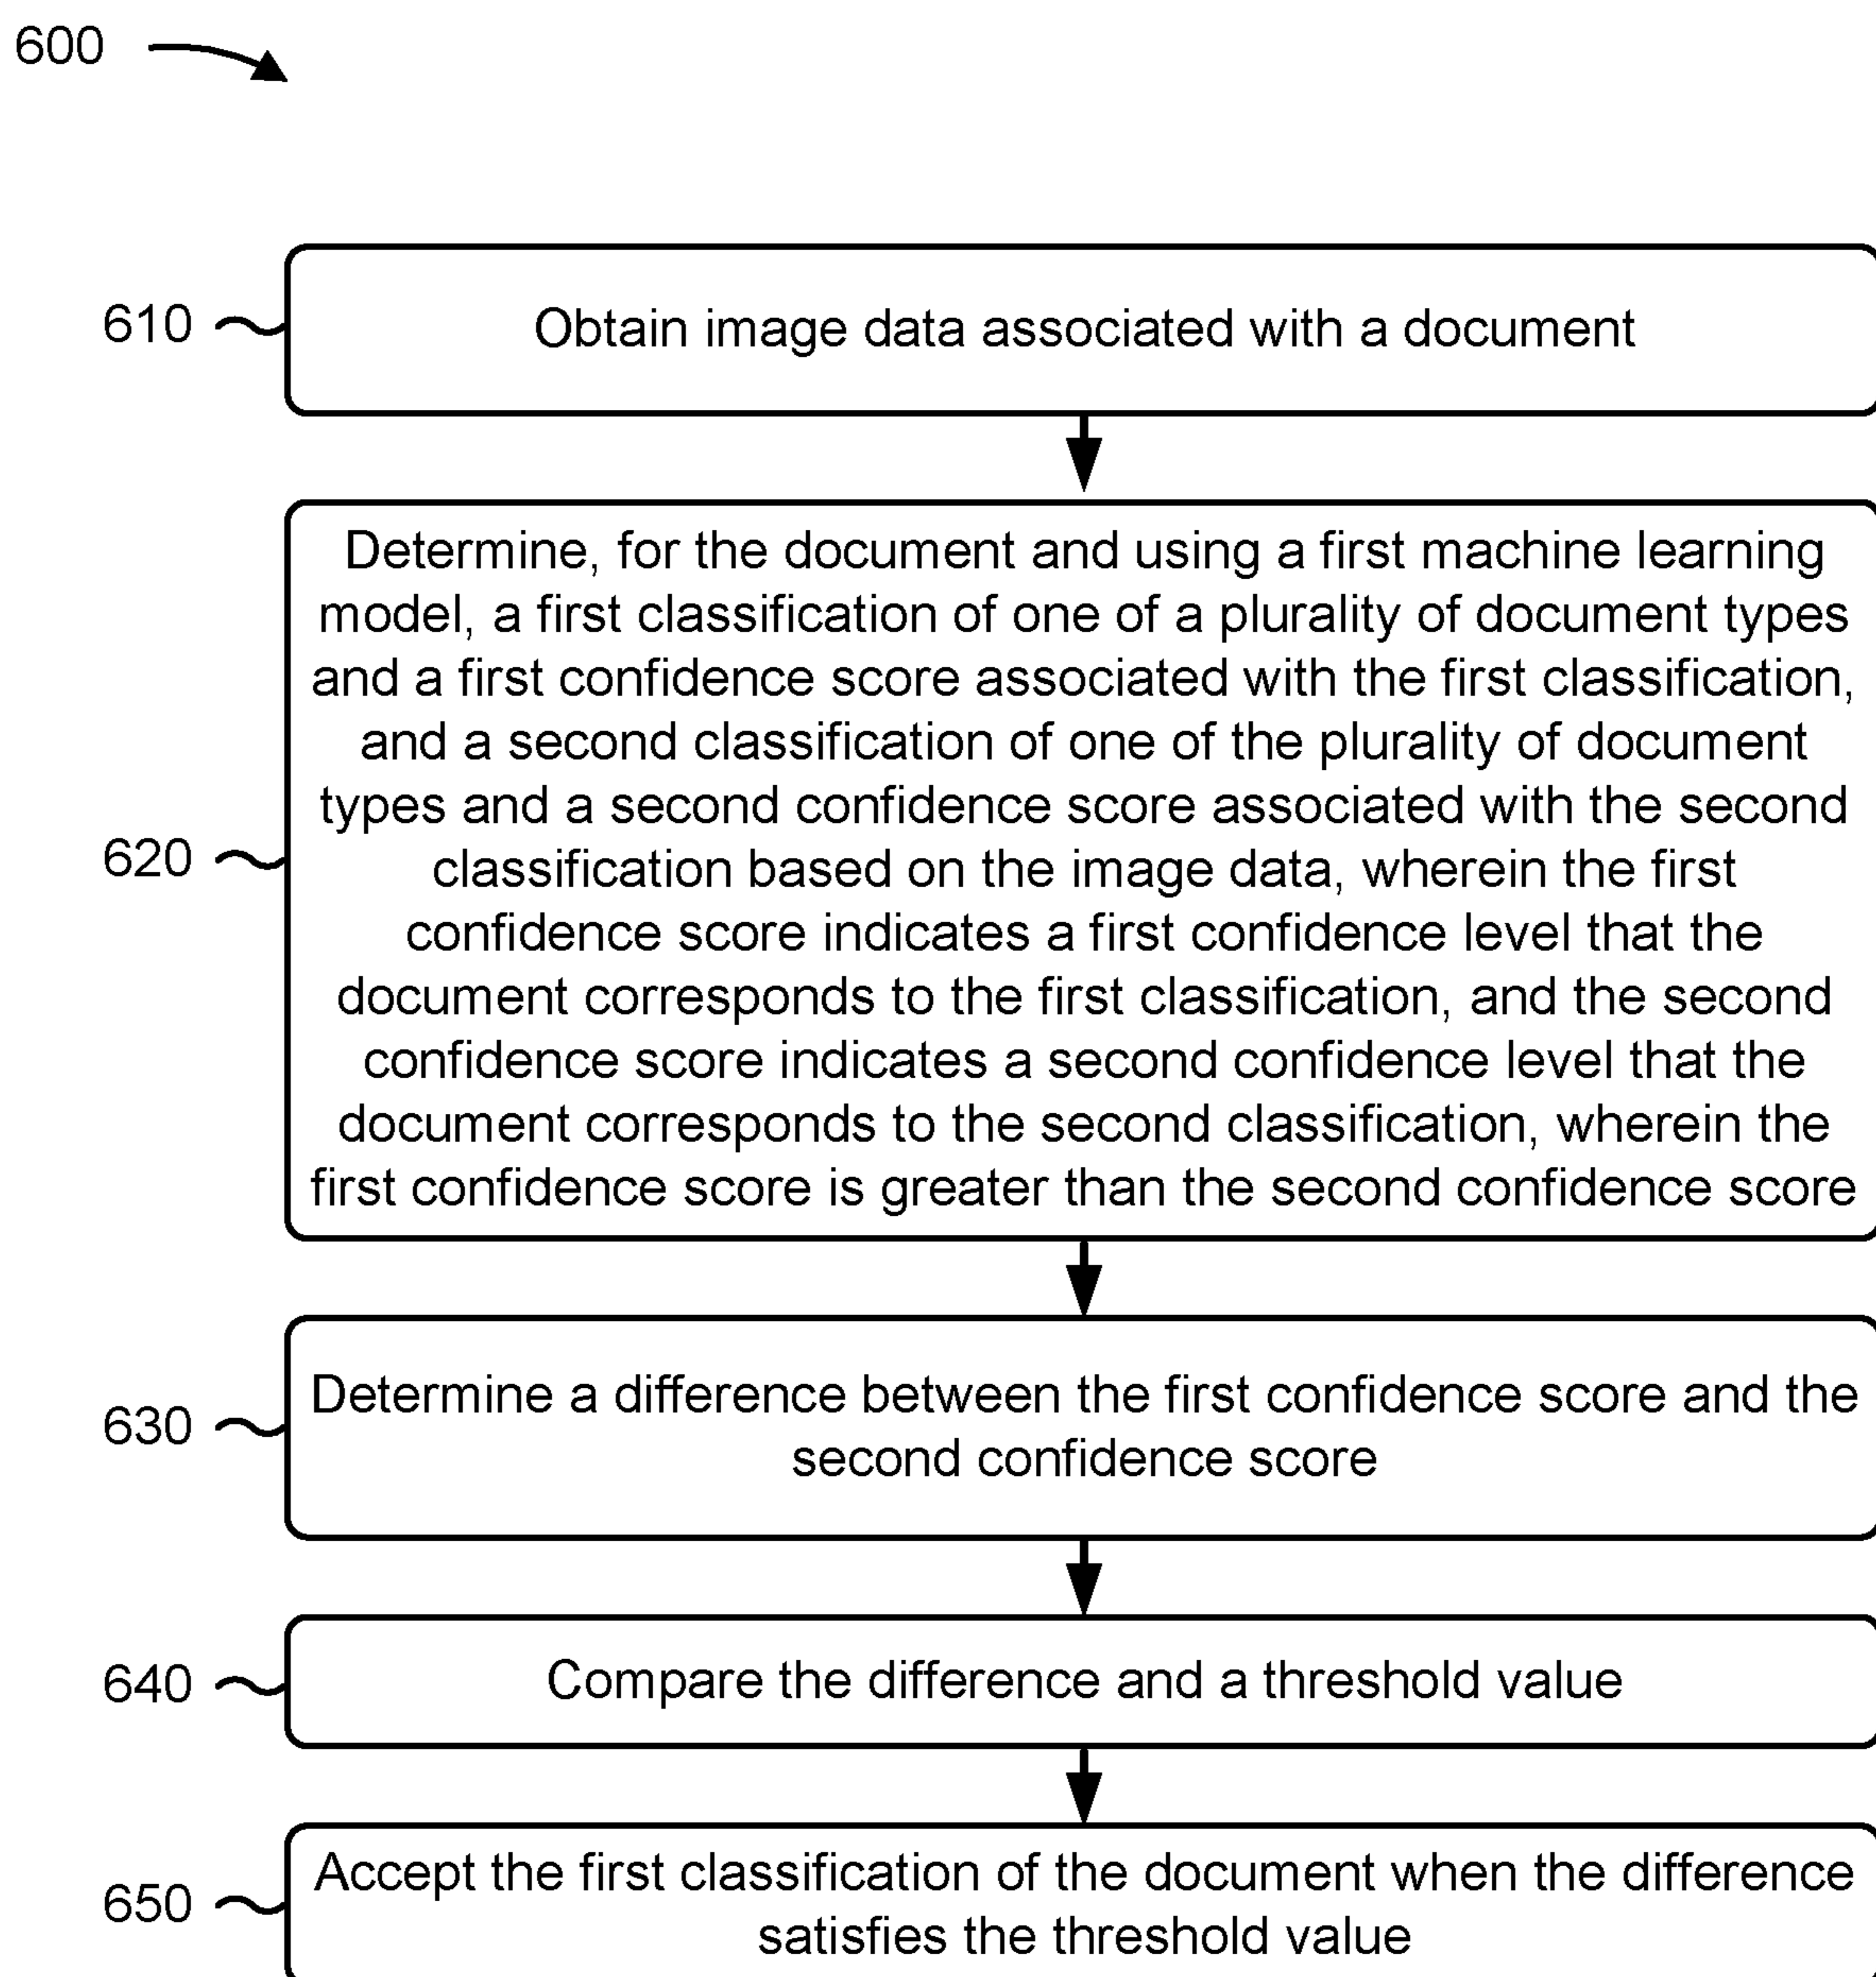 600
610
Obtain image data associated with a document
620
Determine, for the document and using a first machine learning
model, a first classification of one of a plurality of document types
and a first confidence score associated with the first classification,
and a second classification of one of the plurality of document
types and a second confidence score associated with the second
classification based on the image data, wherein the first
confidence score indicates a first confidence level that the
document corresponds to the first classification, and the second
confidence score indicates a second confidence level that the
document corresponds to the second classification, wherein the
first confidence score is greater than the second confidence score
630
Determine a difference between the first confidence score and the
second confidence score
640
Compare the difference and a threshold value
650
Accept the first classification of the document when the difference
satisfies the threshold value